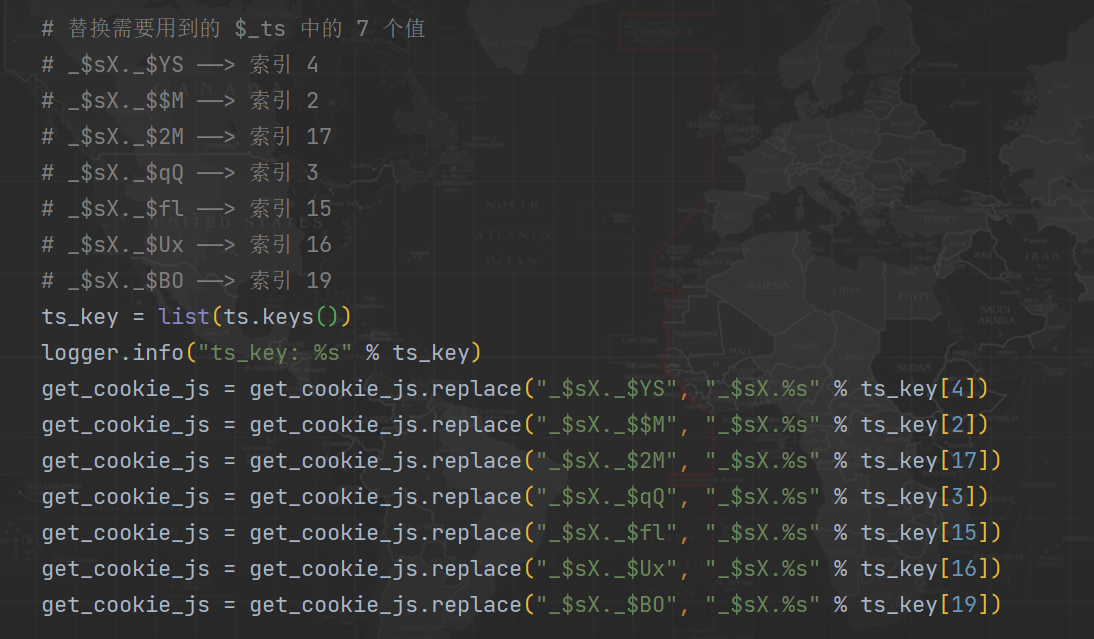 # 替换需要用到的 $_ts 中的 7 个值
# _$sX._$YS ——> 索引 4
# _$sX._$$M ——> 索引 2
# _$sX._$2M ——> 索引 17
# _$sX._$qQ ——> 索引 3
# _$sX._$fl ——> 索引 15
# _$sX._$Ux ——> 索引 16
# _$sX._$BO ——> 索引 19
ts_key = list(ts.keys())
logger.info("ts_key: %s" % ts_key)
get_cookie_js = get_cookie_js.replace("_$sX._$YS", "_$sX.%s" % ts_key[4])
get_cookie_js = get_cookie_js.replace("_$sX._$$M", "_$sX.%s" % ts_key[2])
get_cookie_js = get_cookie_js.replace("_$sX._$2M", "_$sX.%s" % ts_key[17])
get_cookie_js = get_cookie_js.replace("_$sX._$qQ", "_$sX.%s" % ts_key[3])
get_cookie_js = get_cookie_js.replace("_$sX._$fl", "_$sX.%s" % ts_key[15])
get_cookie_js = get_cookie_js.replace("_$sX._$Ux", "_$sX.%s" % ts_key[16])
get_cookie_js = get_cookie_js.replace("_$sX._$BO", "_$sX.%s" % ts_key[19])